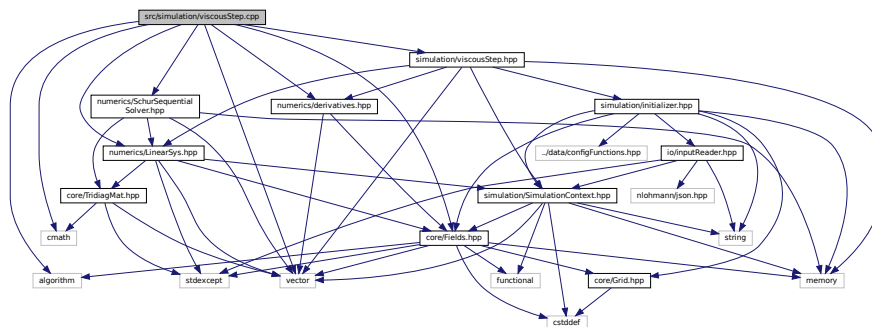 src/simulation/viscousStep.cpp
simulation/viscousStep.hpp
numerics/SchurSequential
Solver.hpp
numerics/derivatives.hpp
simulation/initializer.hpp
numerics/LinearSys.hpp
../data/configFunctions.hpp
io/inputReader.hpp
core/TridiagMat.hpp
simulation/SimulationContext.hpp
nlohmann/json.hpp
cmath
core/Fields.hpp
string
algorithm
stdexcept
vector
functional
core/Grid.hpp
memory
cstddef